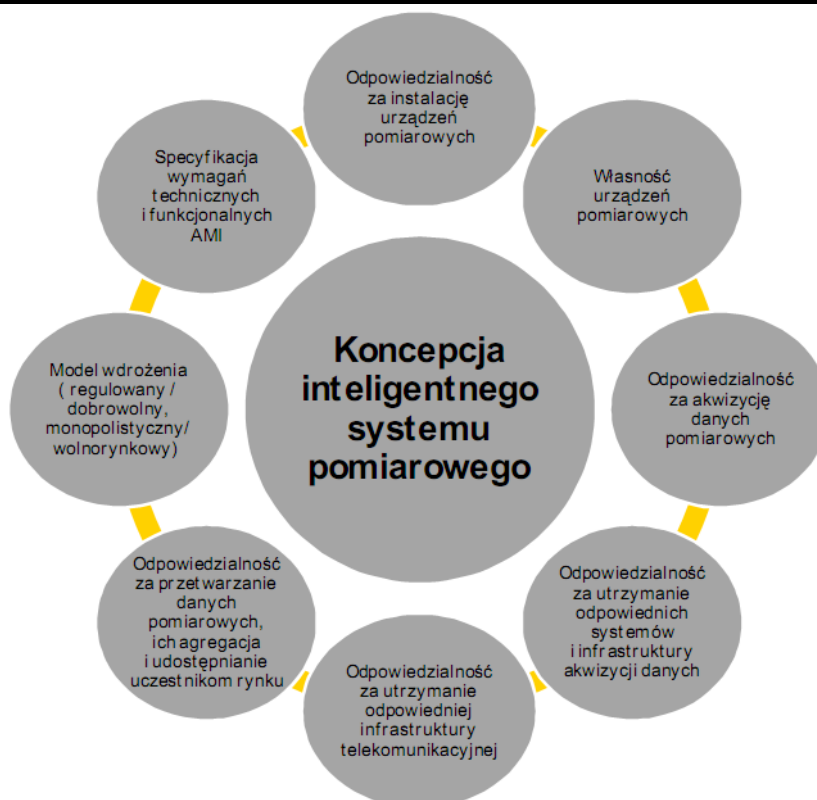 Odpowiedzialność
za instalację
urządzeń
pomiarowych
Własność
urządzeń
pomiarowych
Odpowiedzialność
za akwizycję
danych
pomiarowych
Odpowiedzialność
za utrzymanie
odpowiednich
systemów
i infrastruktury
akwizycji danych
Odpowiedzialność
za utrzymanie
odpowiedniej
infrastruktury
telekomunikacyjnej
Odpowiedzialność
za przetwarzanie
danych
pomiarowych,
ich agregacja
i udostępnianie
uczestnikom rynku
Model wdrożenia
( regulowany /
dobrowolny,
monopolistyczny/
wolnorynkowy)
Specyfikacja
wymagań
technicznych
i funkcjonalnych
AMI
Koncepcja
inteligentnego
systemu
pomiarowego